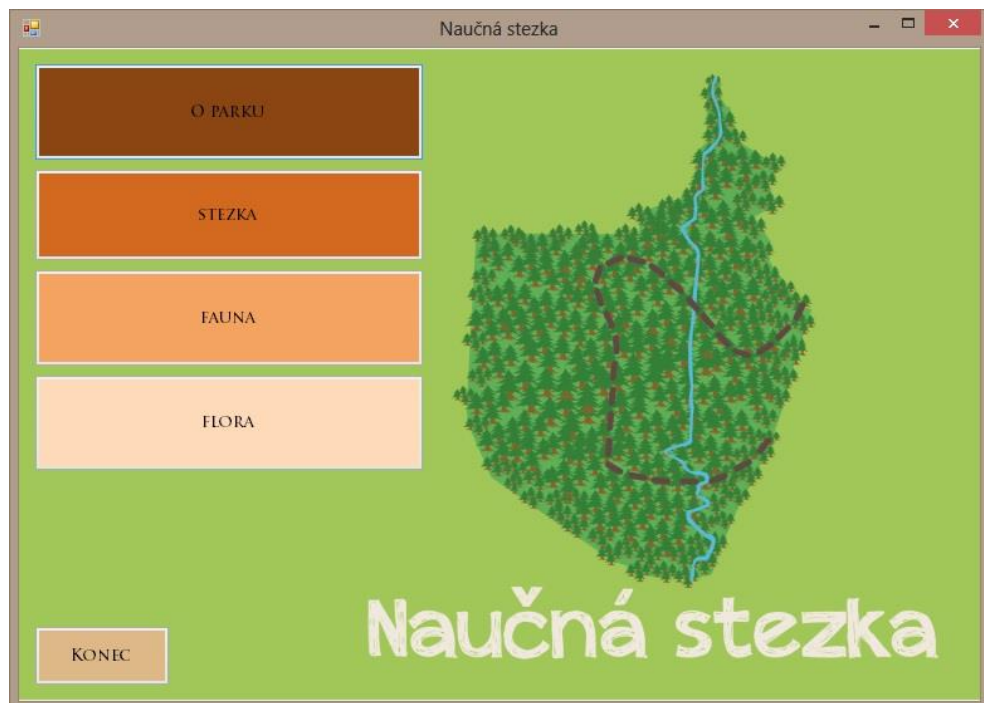 Naučná stezka
O PARKU
STEZKA
FAUNA
FLORA
KONEC
Naučná stezka